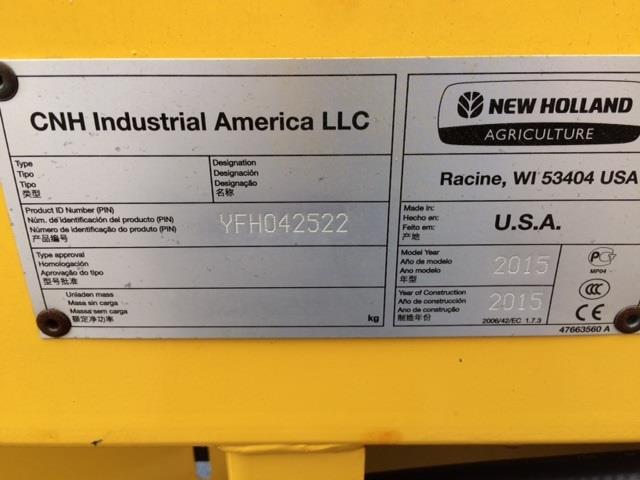 CNH Industrial America LLC
NEW HOLLAND
AGRICULTURE
Type
Tipo
Tipo
类型
Designation
Designación
Designação
名称
Racine, WI 53404 USA
Product ID Number (PIN)
Núm. de identificación del producto (PIN)
Número de identificação do produto (PIN)
产品编号
YFH042522
Made in:
Hecho en:
Feito em:
产地
U.S.A.
Type approval
Homologación
Aprovação do tipo
型号批准
Model Year
Año de modelo
Ano modelo
年型
2015
MP04
Unladen mass
Masa sin carga
Massa sem carga
额定净功率
kg
Year of Construction
Año de construcción
Ano de construção
制造年份
2015
2006/42/EC 1.7.3
CCC
CE
47663560 A